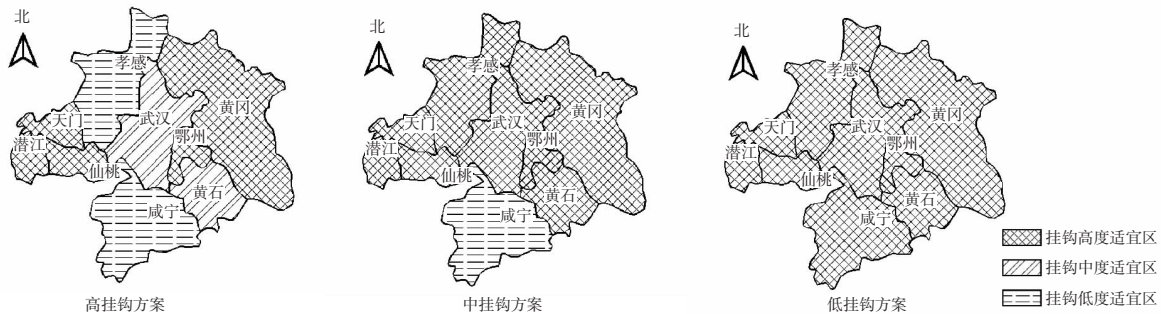 北
孝感
黄冈
天门
武汉
潜江
鄂州
仙桃
黄石
咸宁
高挂钩方案
北
孝感
黄冈
天门
武汉
潜江
鄂州
仙桃
黄石
咸宁
中挂钩方案
北
孝感
黄冈
天门
武汉
潜江
鄂州
仙桃
黄石
咸宁
低挂钩方案
挂钩高度适宜区
挂钩中度适宜区
挂钩低度适宜区